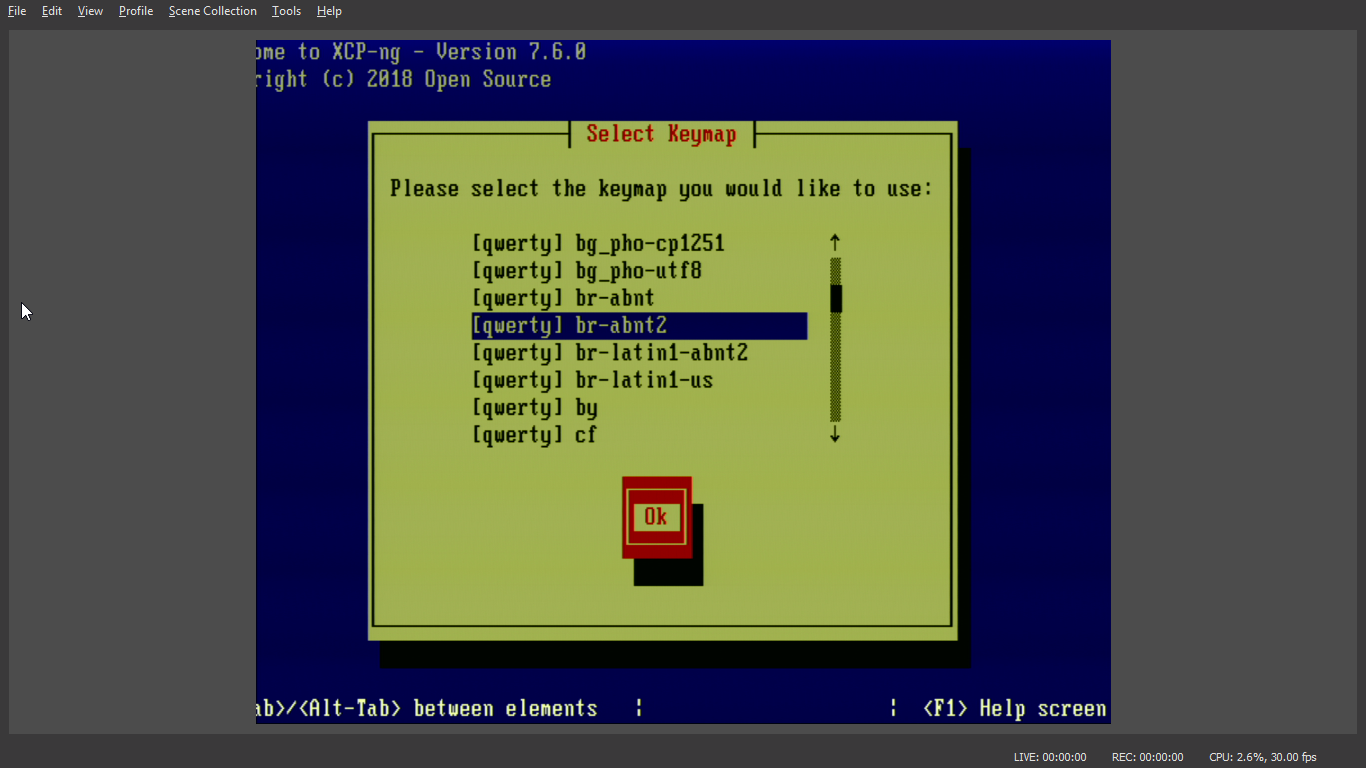 File Edit View Profile Scene Collection Tools Help
ome to XCP-ng - Version 7.6.0
right (c) 2018 Open Source
Select Keymap
Please select the keymap you would like to use:
[qwerty] bg_pho-cp1251
[qwerty] bg_pho-utf8
[qwerty] br-abnt
[qwerty] br-abnt2
[qwerty] br-latin1-abnt2
[qwerty] br-latin1-us
[qwerty] by
[qwerty] cf
Ok
ab>/<Alt-Tab> between elements ¦ ¦ <F1> Help screen
LIVE: 00:00:00 REC: 00:00:00 CPU: 2.6%, 30.00 fps